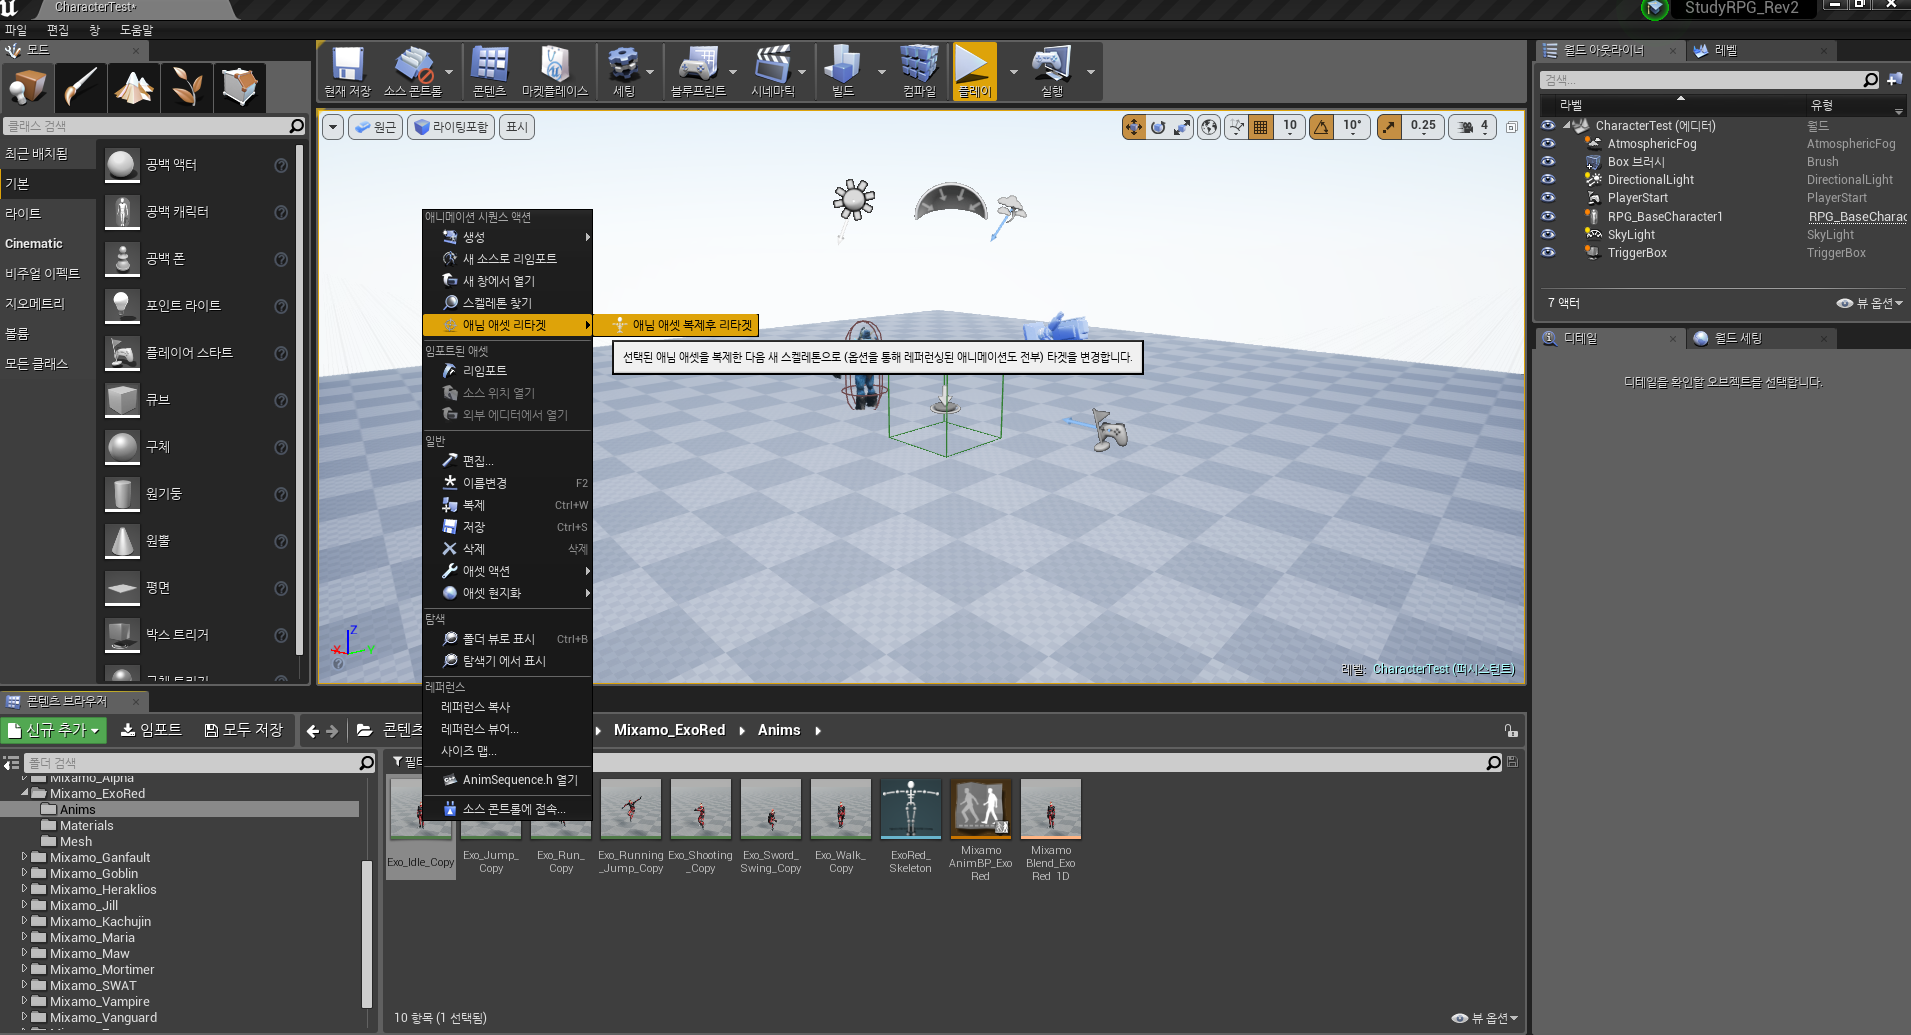 CharacterTest*
StudyRPG_Rev2
파일 편집 창 도움말
모드
현재 저장
소스 콘트롤
콘텐츠
마켓플레이스
세팅
블루프린트
시네마틱
빌드
컴파일
플레이
실행
클래스 검색
최근 배치됨
기본
라이트
Cinematic
비주얼 이펙트
지오메트리
볼륨
모든 클래스
공백 액터
공백 캐릭터
공백 폰
포인트 라이트
플레이어 스타트
큐브
구체
원기둥
원뿔
평면
박스 트리거
구체 트리거
원근
라이팅포함
표시
10
10°
0.25
4
애니메이션 시퀀스 액션
생성
새 소스로 리임포트
새 창에서 열기
스켈레톤 찾기
애님 애셋 리타겟
애님 애셋 복제후 리타겟
선택된 애님 애셋을 복제한 다음 새 스켈레톤으로 (옵션을 통해 레퍼런싱된 애니메이션도 전부) 타겟을 변경합니다.
임포트된 애셋
리임포트
소스 위치 열기
외부 에디터에서 열기
일반
편집...
이름변경 F2
복제 Ctrl+W
저장 Ctrl+S
삭제 삭제
애셋 액션
애셋 현지화
탐색
폴더 뷰로 표시 Ctrl+B
탐색기 에서 표시
레퍼런스
레퍼런스 복사
레퍼런스 뷰어...
사이즈 맵...
AnimSequence.h 열기
소스 콘트롤에 접속...
Z
X
Y
레벨: CharacterTest (퍼시스턴트)
월드 아웃라이너
레벨
검색...
라벨 유형
CharacterTest (에디터) 월드
AtmosphericFog AtmosphericFog
Box 브러시 Brush
DirectionalLight DirectionalLight
PlayerStart PlayerStart
RPG_BaseCharacter1 RPG_BaseCharac
SkyLight SkyLight
TriggerBox TriggerBox
7 액터
뷰 옵션
디테일
월드 세팅
디테일을 확인할 오브젝트를 선택합니다.
콘텐츠 브라우저
신규 추가
임포트
모두 저장
콘텐츠
Mixamo_ExoRed
Anims
폴더 검색
필터
Mixamo_Alpha
Mixamo_ExoRed
Anims
Materials
Mesh
Mixamo_Ganfault
Mixamo_Goblin
Mixamo_Heraklios
Mixamo_Jill
Mixamo_Kachujin
Mixamo_Maria
Mixamo_Maw
Mixamo_Mortimer
Mixamo_SWAT
Mixamo_Vampire
Mixamo_Vanguard
Exo_Idle_Copy
Exo_Jump_
Copy
Exo_Run_
Copy
Exo_Running
_Jump_Copy
Exo_Shooting
_Copy
Exo_Sword_
Swing_Copy
Exo_Walk_
Copy
ExoRed_
Skeleton
Mixamo
AnimBP_Exo
Red
Mixamo
Blend_Exo
Red_1D
10 항목 (1 선택됨)
뷰 옵션